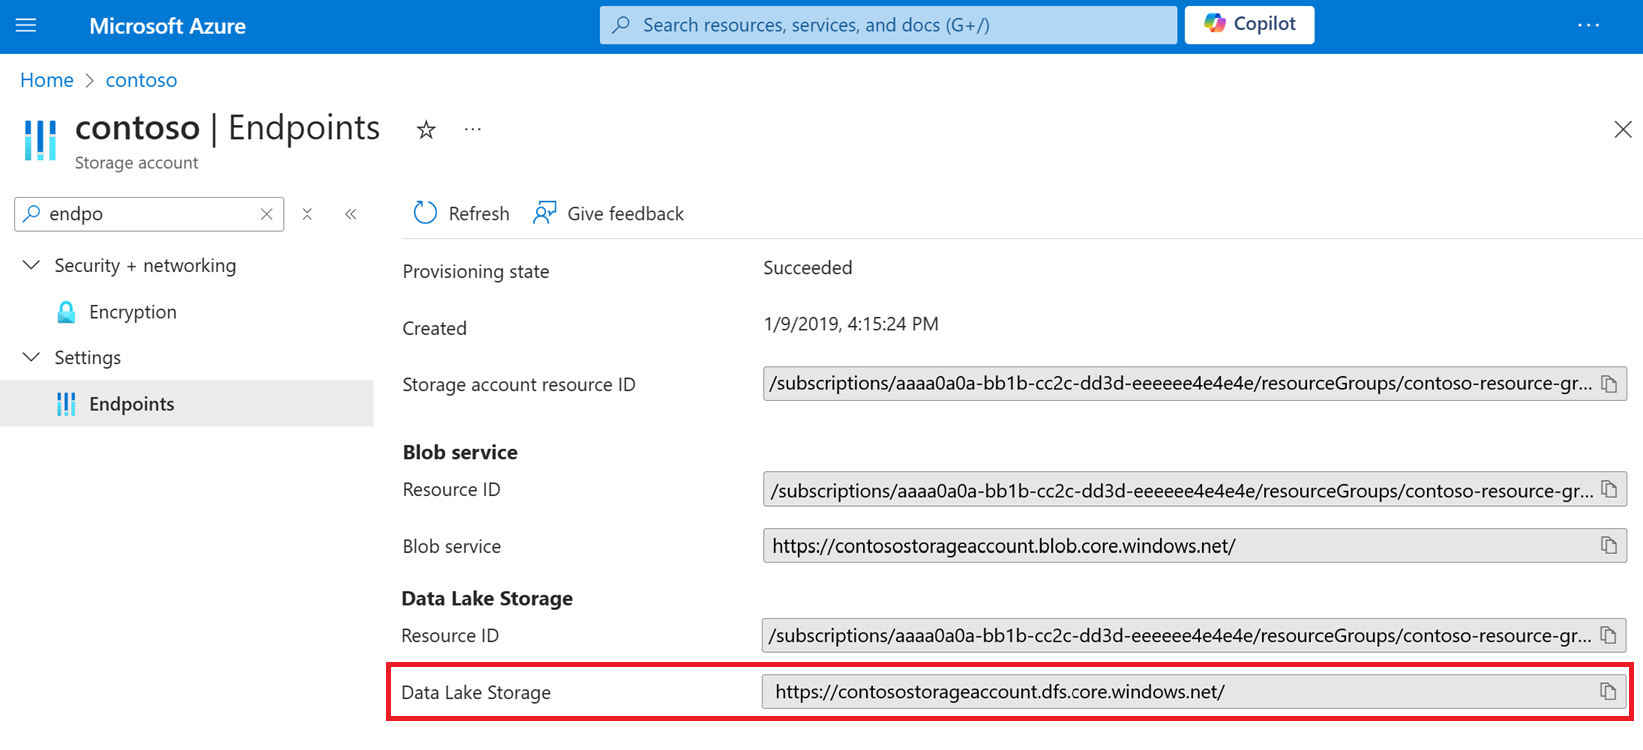 Microsoft Azure
Search resources, services, and docs (G+/)
Copilot
...
Home > contoso
contoso | Endpoints
...
Storage account
endpo
Refresh
Give feedback
Security + networking
Encryption
Settings
Endpoints
Provisioning state
Succeeded
Created
1/9/2019, 4:15:24 PM
Storage account resource ID
/subscriptions/aaaa0a0a-bb1b-cc2c-dd3d-eeeeee4e4e4e/resourceGroups/contoso-resource-gr...
Blob service
Resource ID
/subscriptions/aaaa0a0a-bb1b-cc2c-dd3d-eeeeee4e4e4e/resourceGroups/contoso-resource-gr...
Blob service
https://contosostorageaccount.blob.core.windows.net/
Data Lake Storage
Resource ID
/subscriptions/aaaa0a0a-bb1b-cc2c-dd3d-eeeeee4e4e4e/resourceGroups/contoso-resource-gr...
Data Lake Storage
https://contosostorageaccount.dfs.core.windows.net/